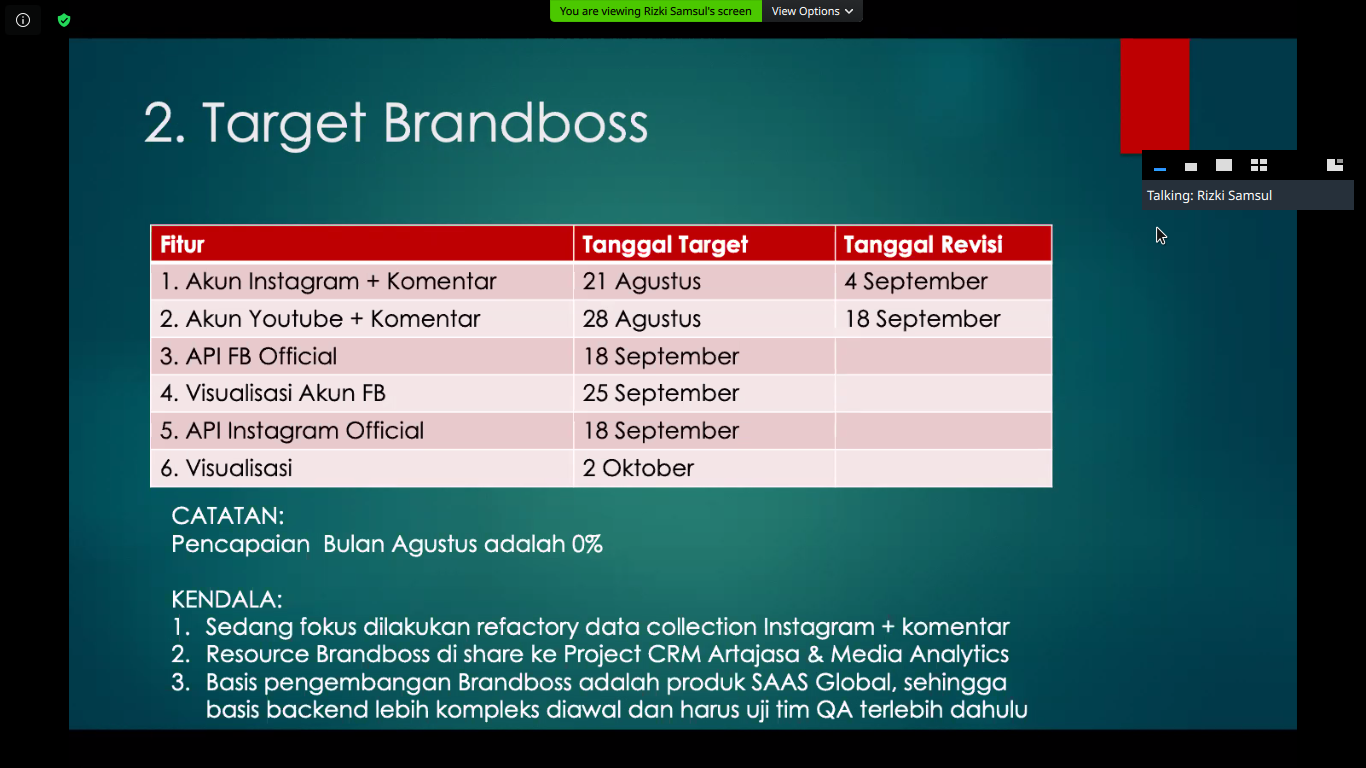 You are viewing Rizki Samsul's screen
View Options
2. Target Brandboss
Talking: Rizki Samsul
Fitur Tanggal Target Tanggal Revisi
1. Akun Instagram + Komentar 21 Agustus 4 September
2. Akun Youtube + Komentar 28 Agustus 18 September
3. API FB Official 18 September
4. Visualisasi Akun FB 25 September
5. API Instagram Official 18 September
6. Visualisasi 2 Oktober
CATATAN:
Pencapaian  Bulan Agustus adalah 0%
KENDALA:
1. Sedang fokus dilakukan refactory data collection Instagram + komentar
2. Resource Brandboss di share ke Project CRM Artajasa & Media Analytics
3. Basis pengembangan Brandboss adalah produk SAAS Global, sehingga
basis backend lebih kompleks diawal dan harus uji tim QA terlebih dahulu